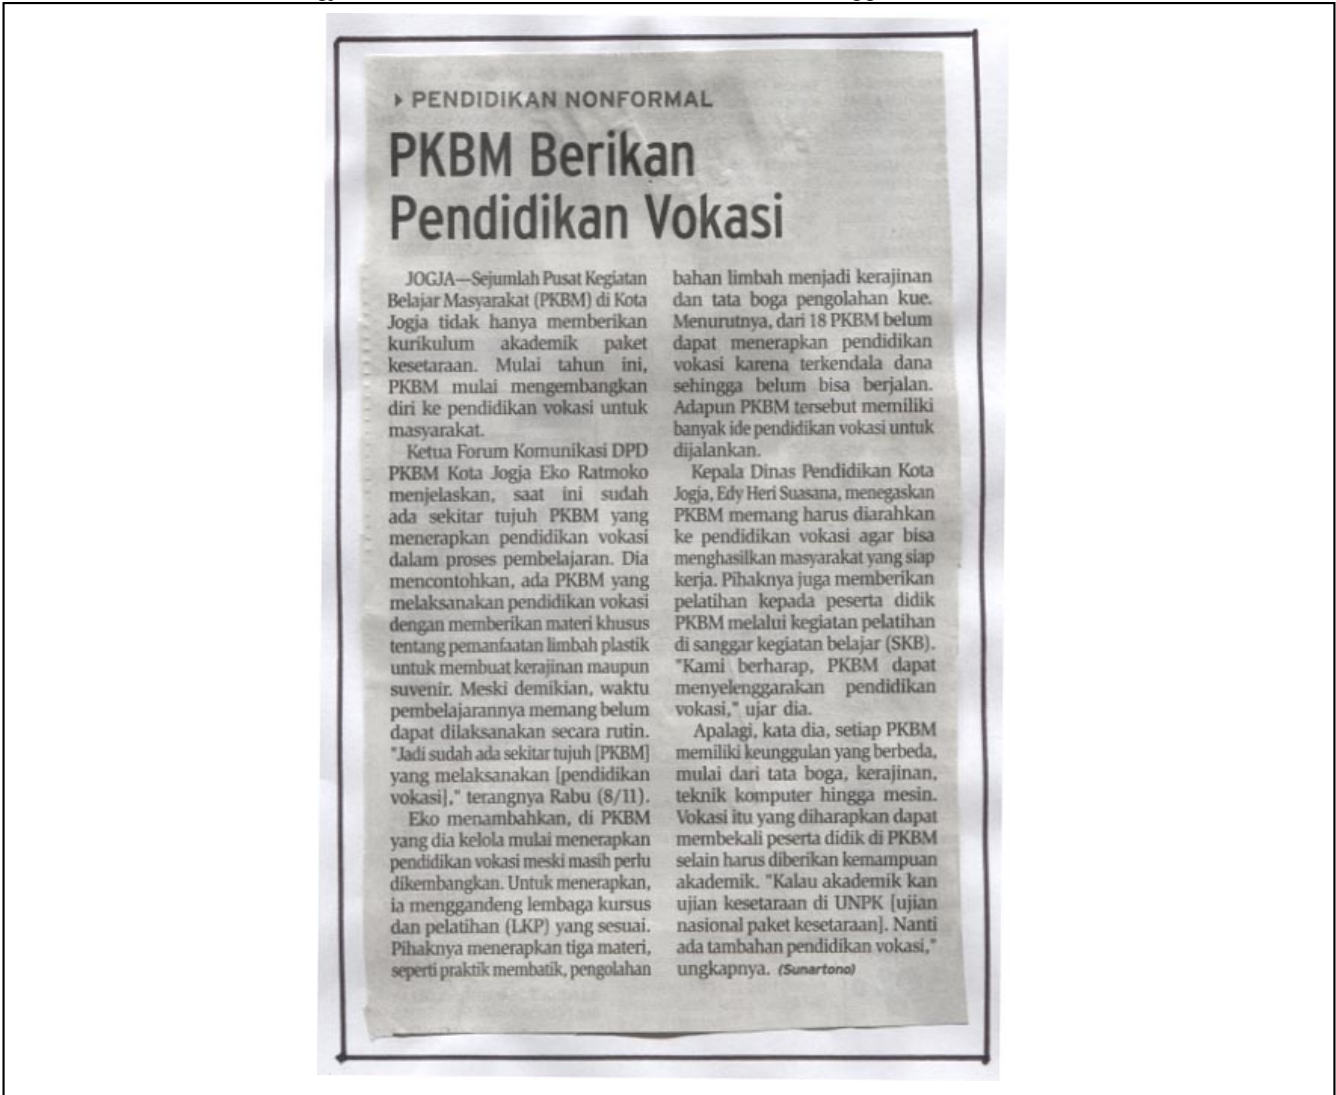 PENDIDIKAN NONFORMAL
PKBM Berikan
Pendidikan Vokasi
JOGJA—Sejumlah Pusat Kegiatan
Belajar Masyarakat (PKBM) di Kota
Jogja tidak hanya memberikan
kurikulum akademik paket
kesetaraan. Mulai tahun ini,
PKBM mulai mengembangkan
diri ke pendidikan vokasi untuk
masyarakat.
Ketua Forum Komunikasi DPD
PKBM Kota Jogja Eko Ratmoko
menjelaskan, saat ini sudah
ada sekitar tujuh PKBM yang
menerapkan pendidikan vokasi
dalam proses pembelajaran. Dia
mencontohkan, ada PKBM yang
melaksanakan pendidikan vokasi
dengan memberikan materi khusus
tentang pemanfaatan limbah plastik
untuk membuat kerajinan maupun
suvenir. Meski demikian, waktu
pembelajarannya memang belum
dapat dilaksanakan secara rutin.
"Jadi sudah ada sekitar tujuh [PKBM]
yang melaksanakan [pendidikan
vokasi]," terangnya Rabu (8/11).
Eko menambahkan, di PKBM
yang dia kelola mulai menerapkan
pendidikan vokasi meski masih perlu
dikembangkan. Untuk menerapkan,
ia menggandeng lembaga kursus
dan pelatihan (LKP) yang sesuai.
Pihaknya menerapkan tiga materi,
seperti praktik membatik, pengolahan
bahan limbah menjadi kerajinan
dan tata boga pengolahan kue.
Menurutnya, dari 18 PKBM belum
dapat menerapkan pendidikan
vokasi karena terkendala dana
sehingga belum bisa berjalan.
Adapun PKBM tersebut memiliki
banyak ide pendidikan vokasi untuk
dijalankan.
Kepala Dinas Pendidikan Kota
Jogja, Edy Heri Suasana, menegaskan
PKBM memang harus diarahkan
ke pendidikan vokasi agar bisa
menghasilkan masyarakat yang siap
kerja. Pihaknya juga memberikan
pelatihan kepada peserta didik
PKBM melalui kegiatan pelatihan
di sanggar kegiatan belajar (SKB).
"Kami berharap, PKBM dapat
menyelenggarakan pendidikan
vokasi," ujar dia.
Apalagi, kata dia, setiap PKBM
memiliki keunggulan yang berbeda,
mulai dari tata boga, kerajinan,
teknik komputer hingga mesin.
Vokasi itu yang diharapkan dapat
membekali peserta didik di PKBM
selain harus diberikan kemampuan
akademik. "Kalau akademik kan
ujian kesetaraan di UNPK [ujian
nasional paket kesetaraan]. Nanti
ada tambahan pendidikan vokasi,"
ungkapnya. (Sunartono)